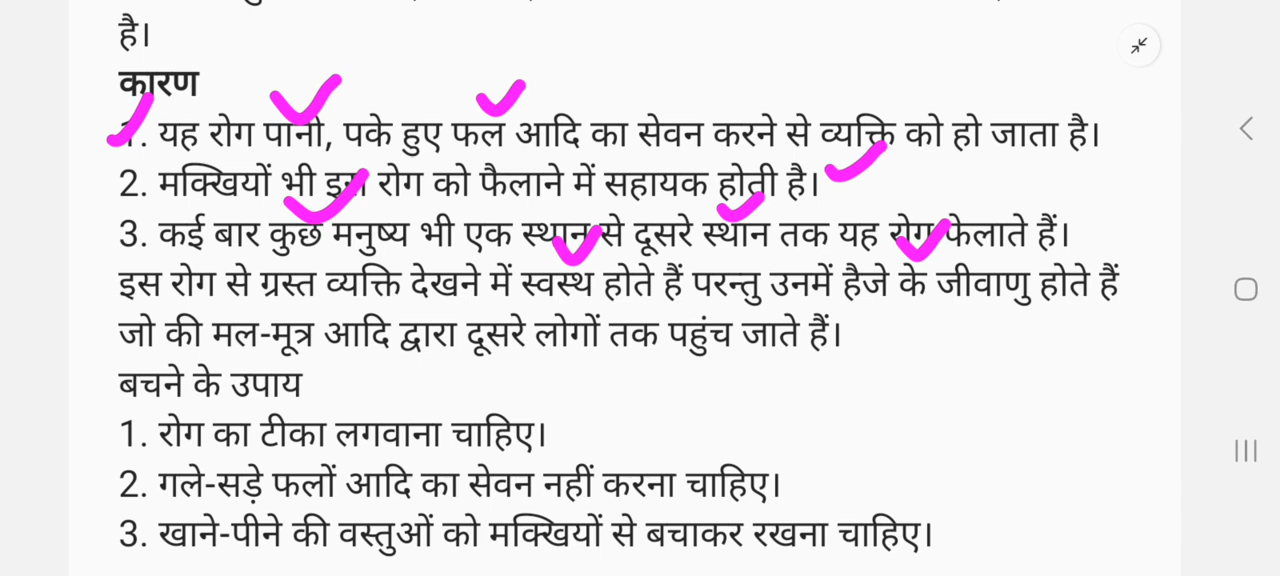 है।
कारण
1. यह रोग पानी, पके हुए फल आदि का सेवन करने से व्यक्ति को हो जाता है।
2. मक्खियों भी इस रोग को फैलाने में सहायक होती है।
3. कई बार कुछ मनुष्य भी एक स्थान से दूसरे स्थान तक यह रोग फेलाते हैं।
इस रोग से ग्रस्त व्यक्ति देखने में स्वस्थ होते हैं परन्तु उनमें हैजे के जीवाणु होते हैं
जो की मल-मूत्र आदि द्वारा दूसरे लोगों तक पहुंच जाते हैं।
बचने के उपाय
1. रोग का टीका लगवाना चाहिए।
2. गले-सड़े फलों आदि का सेवन नहीं करना चाहिए।
3. खाने-पीने की वस्तुओं को मक्खियों से बचाकर रखना चाहिए।